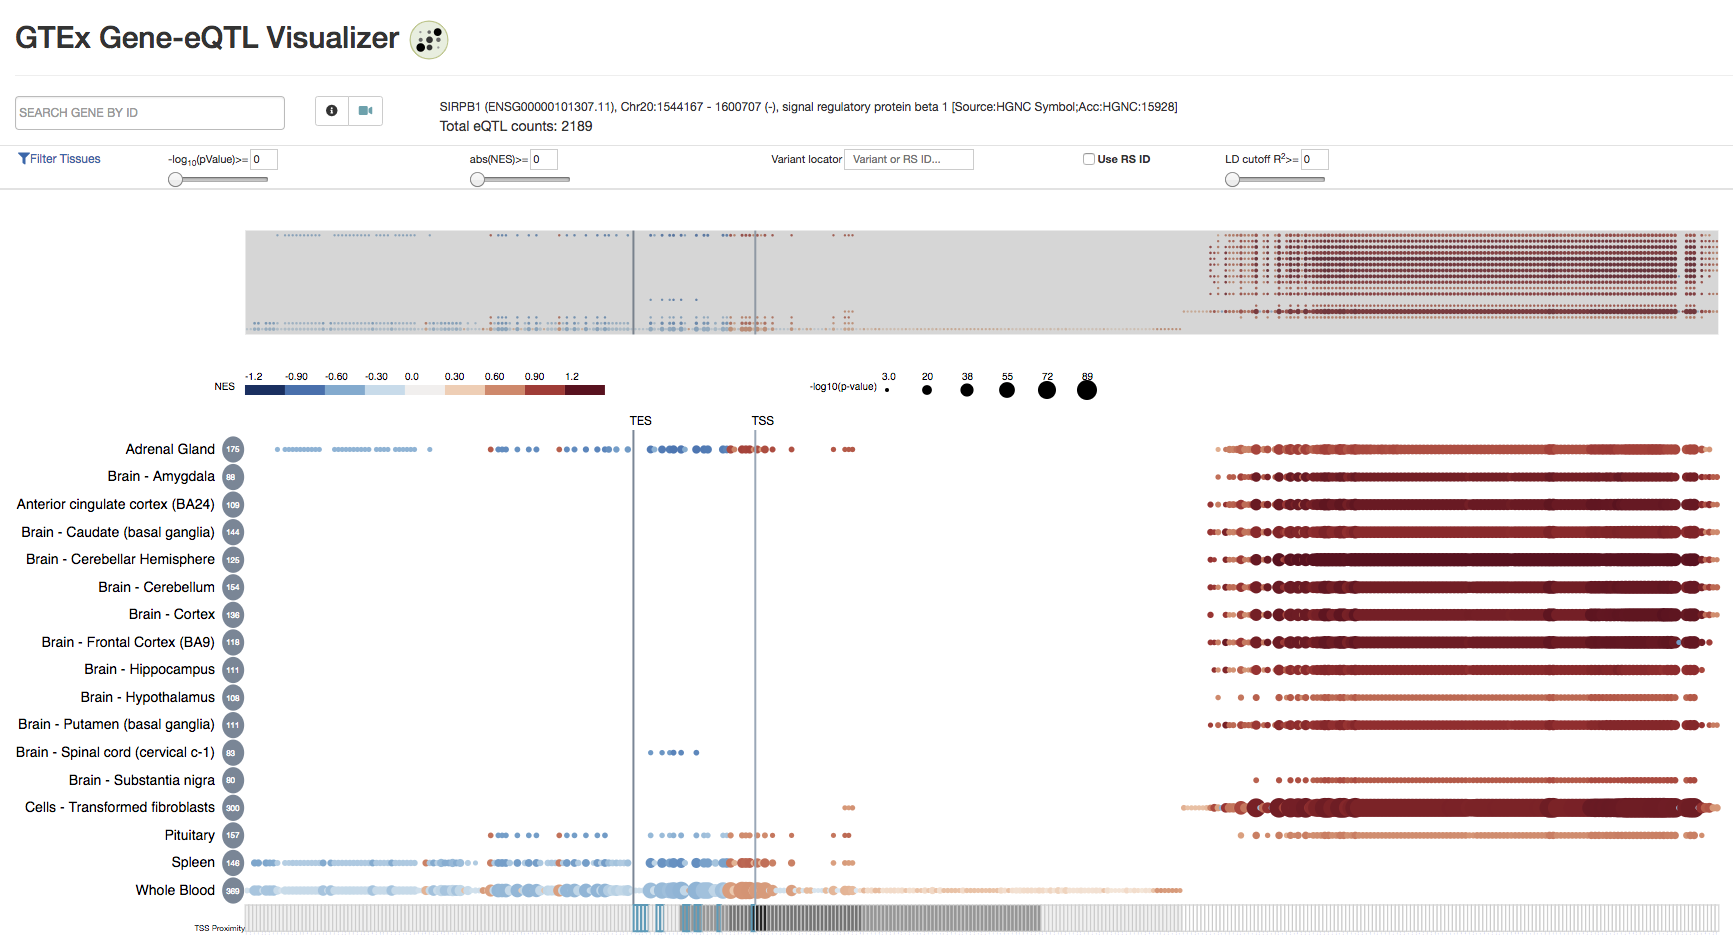 GTEx Gene-eQTL Visualizer
SEARCH GENE BY ID
SIRPB1 (ENSG00000101307.11), Chr20:1544167 - 1600707 (-), signal regulatory protein beta 1 [Source:HGNC Symbol;Acc:HGNC:15928]
Total eQTL counts: 2189
Filter Tissues -log10(pValue)>= 0 abs(NES)>= 0 Variant locator Variant or RS ID... Use RS ID LD cutoff R2>= 0
-1.2 -0.90 -0.60 -0.30 0.0 0.30 0.60 0.90 1.2 3.0 20 38 55 72 89
NES -log10(p-value)
TES TSS
Adrenal Gland 175
Brain - Amygdala 88
Anterior cingulate cortex (BA24) 109
Brain - Caudate (basal ganglia) 144
Brain - Cerebellar Hemisphere 125
Brain - Cerebellum 154
Brain - Cortex 136
Brain - Frontal Cortex (BA9) 118
Brain - Hippocampus 111
Brain - Hypothalamus 108
Brain - Putamen (basal ganglia) 111
Brain - Spinal cord (cervical c-1) 83
Brain - Substantia nigra 80
Cells - Transformed fibroblasts 300
Pituitary 157
Spleen 146
Whole Blood 369
TSS Proximity